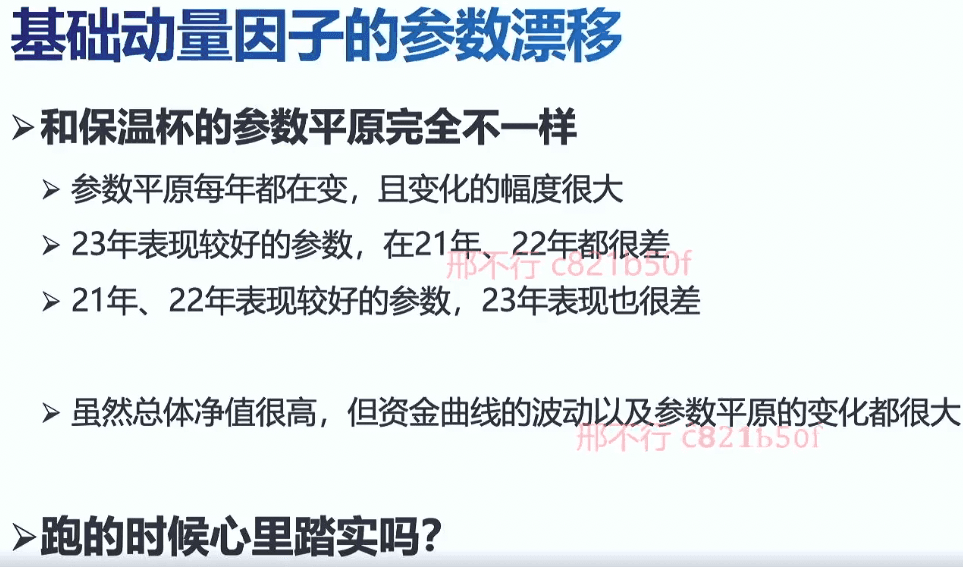 基础动量因子的参数漂移
➢和保温杯的参数平原完全不一样
➢ 参数平原每年都在变，且变化的幅度很大
➢ 23年表现较好的参数，在21年、22年都很差
邢不行 c821b50f
➢ 21年、22年表现较好的参数，23年表现也很差
➢ 虽然总体净值很高，但资金曲线的波动以及参数平原的变化都很大
邢不行 c821b50f
➢跑的时候心里踏实吗？